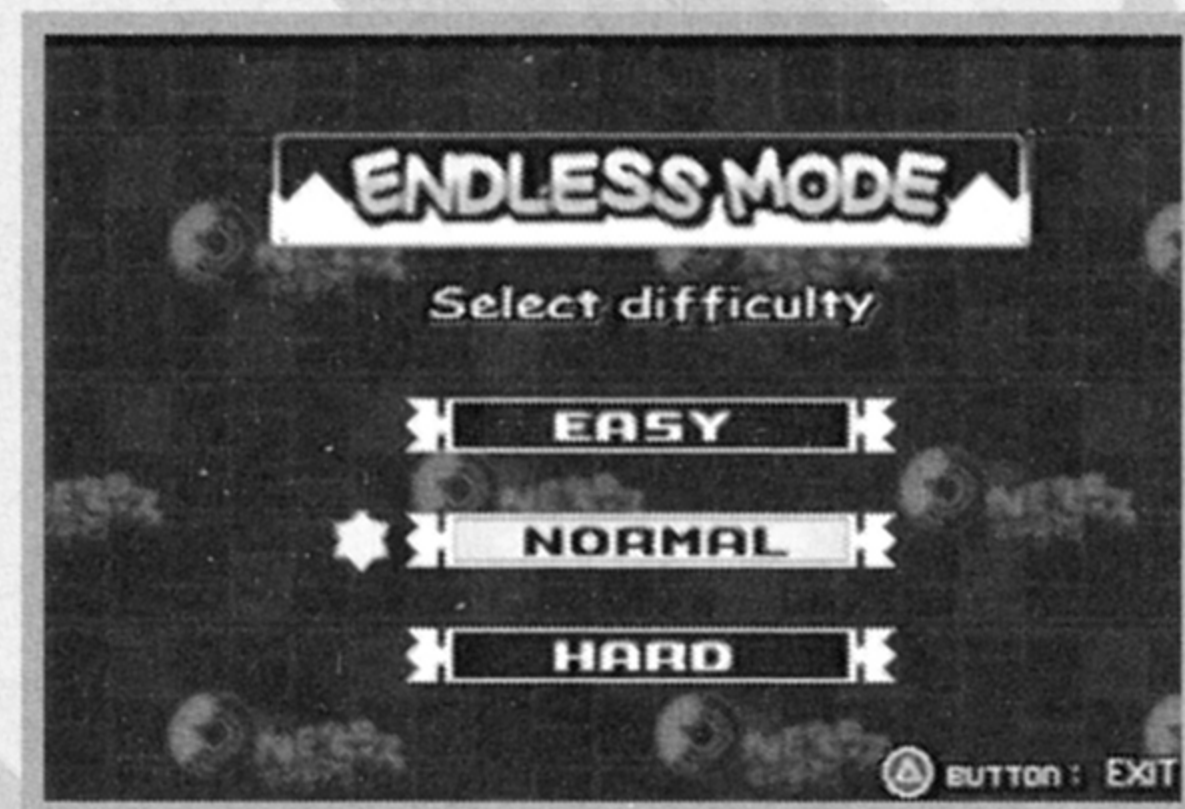 ENDLESS MODE
Select difficulty
EASY
NORMAL
HARD
BUTTON: EXIT